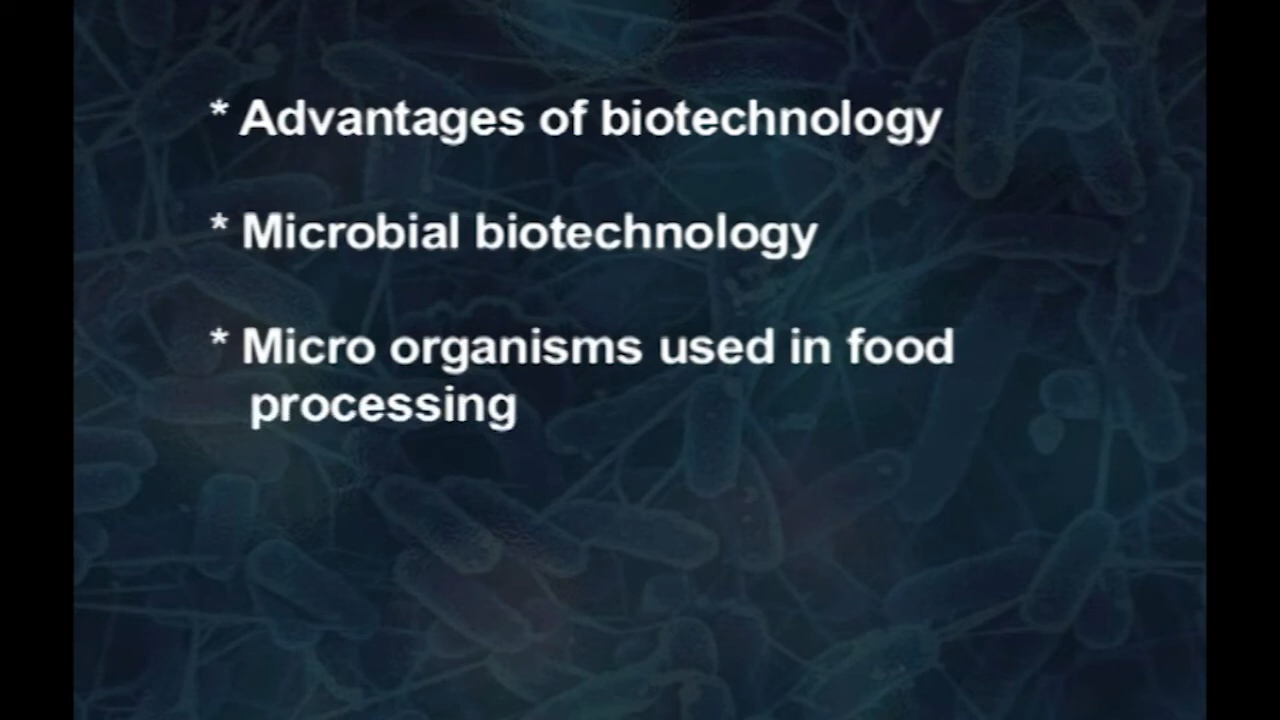 * Advantages of biotechnology
* Microbial biotechnology
* Micro organisms used in food
processing